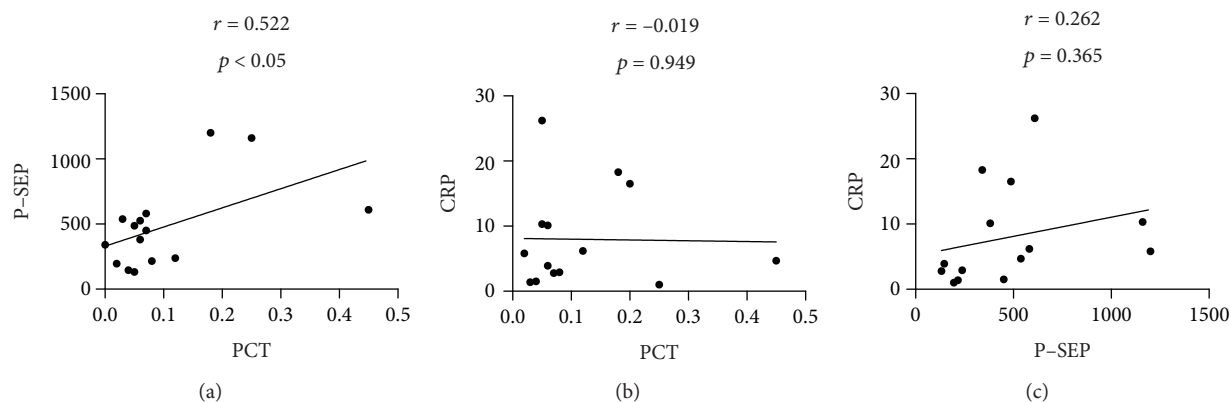 r = 0.522
p < 0.05
1500
1000
500
0
P–SEP
0.0 0.1 0.2 0.3 0.4 0.5
PCT
(a)
r = –0.019
p = 0.949
30
20
10
0
CRP
0.0 0.1 0.2 0.3 0.4 0.5
PCT
(b)
r = 0.262
p = 0.365
30
20
10
0
CRP
0 500 1000 1500
P–SEP
(c)